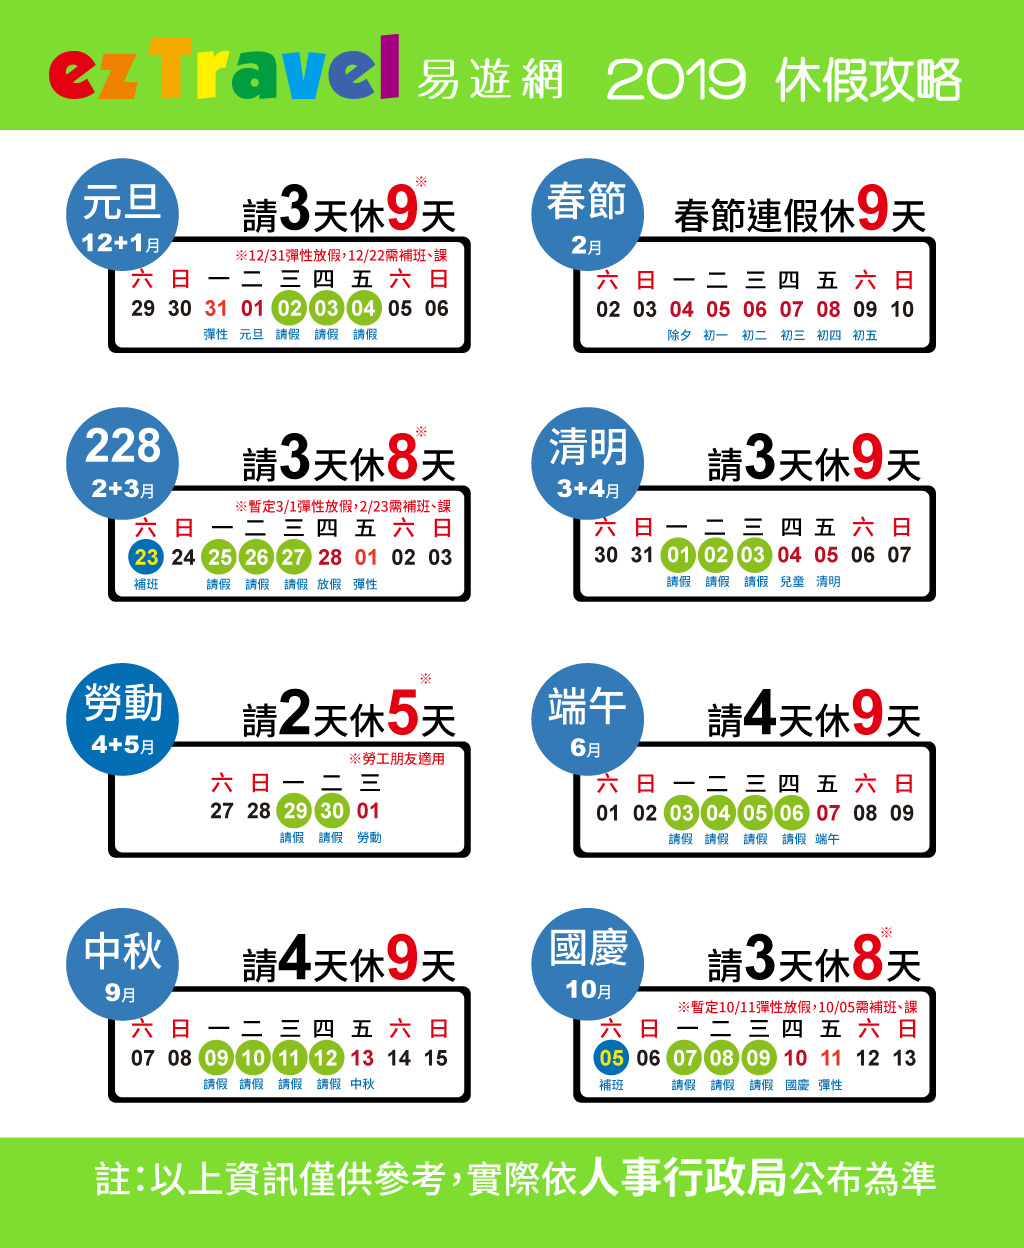 ezTravel 易遊網 2019 休假攻略
元旦
12+1月
請3天休9※天
※12/31彈性放假,12/22需補班、課
六 日 一 二 三 四 五 六 日
29 30 31 01 02 03 04 05 06
彈性 元旦 請假 請假 請假
春節
2月
春節連假休9天
六 日 一 二 三 四 五 六 日
02 03 04 05 06 07 08 09 10
除夕 初一 初二 初三 初四 初五
228
2+3月
請3天休8※天
※暫定3/1彈性放假,2/23需補班、課
六 日 一 二 三 四 五 六 日
23 24 25 26 27 28 01 02 03
補班 請假 請假 請假 放假 彈性
清明
3+4月
請3天休9天
六 日 一 二 三 四 五 六 日
30 31 01 02 03 04 05 06 07
請假 請假 請假 兒童 清明
勞動
4+5月
請2天休5※天
※勞工朋友適用
六 日 一 二 三
27 28 29 30 01
請假 請假 勞動
端午
6月
請4天休9天
六 日 一 二 三 四 五 六 日
01 02 03 04 05 06 07 08 09
請假 請假 請假 請假 端午
中秋
9月
請4天休9天
六 日 一 二 三 四 五 六 日
07 08 09 10 11 12 13 14 15
請假 請假 請假 請假 中秋
國慶
10月
請3天休8※天
※暫定10/11彈性放假,10/05需補班、課
六 日 一 二 三 四 五 六 日
05 06 07 08 09 10 11 12 13
補班 請假 請假 請假 國慶 彈性
註:以上資訊僅供參考,實際依人事行政局公布為準